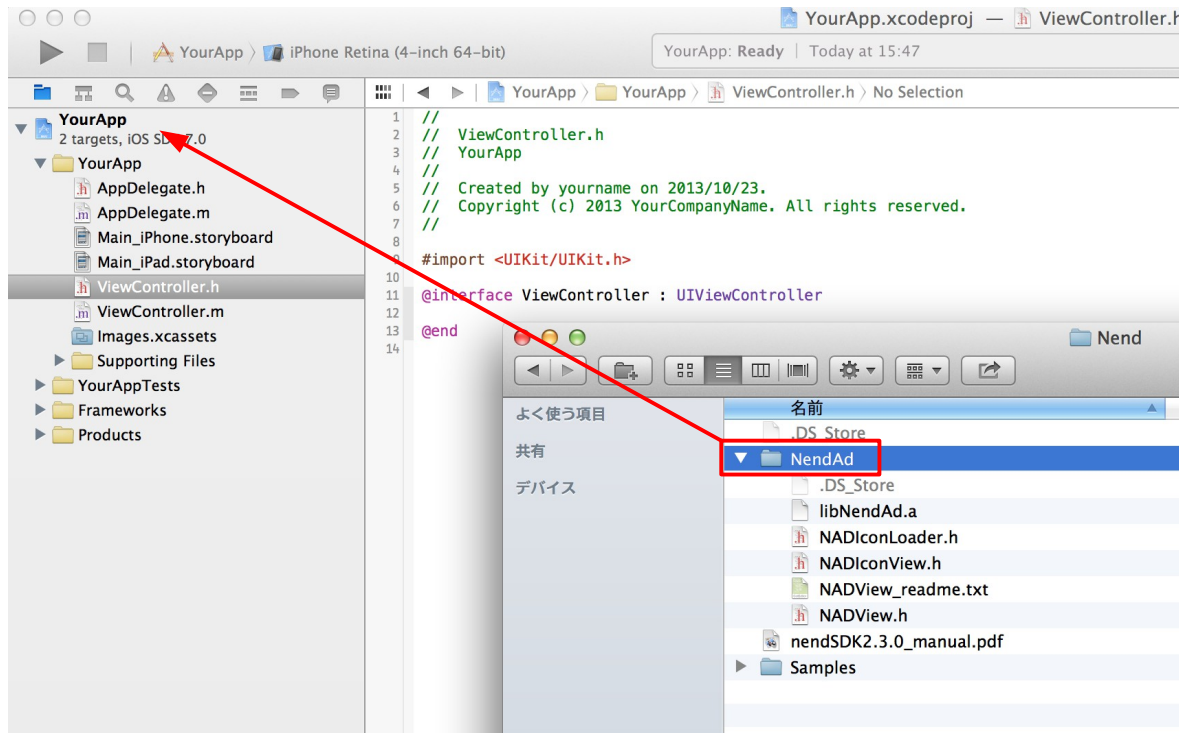 YourApp.xcodeproj — ViewController.h
YourApp iPhone Retina (4-inch 64-bit)
YourApp: Ready | Today at 15:47
YourApp YourApp ViewController.h No Selection
YourApp
2 targets, iOS SD 7.0
YourApp
AppDelegate.h
AppDelegate.m
Main_iPhone.storyboard
Main_iPad.storyboard
ViewController.h
ViewController.m
Images.xcassets
Supporting Files
YourAppTests
Frameworks
Products
1 //
2 // ViewController.h
3 // YourApp
4 //
5 // Created by yourname on 2013/10/23.
6 // Copyright (c) 2013 YourCompanyName. All rights reserved.
7 //
8
9 #import <UIKit/UIKit.h>
10
11 @interface ViewController : UIViewController
12
13 @end
14
Nend
よく使う項目
共有
デバイス
名前
.DS_Store
NendAd
.DS_Store
libNendAd.a
NADIconLoader.h
NADIconView.h
NADView_readme.txt
NADView.h
nendSDK2.3.0_manual.pdf
Samples